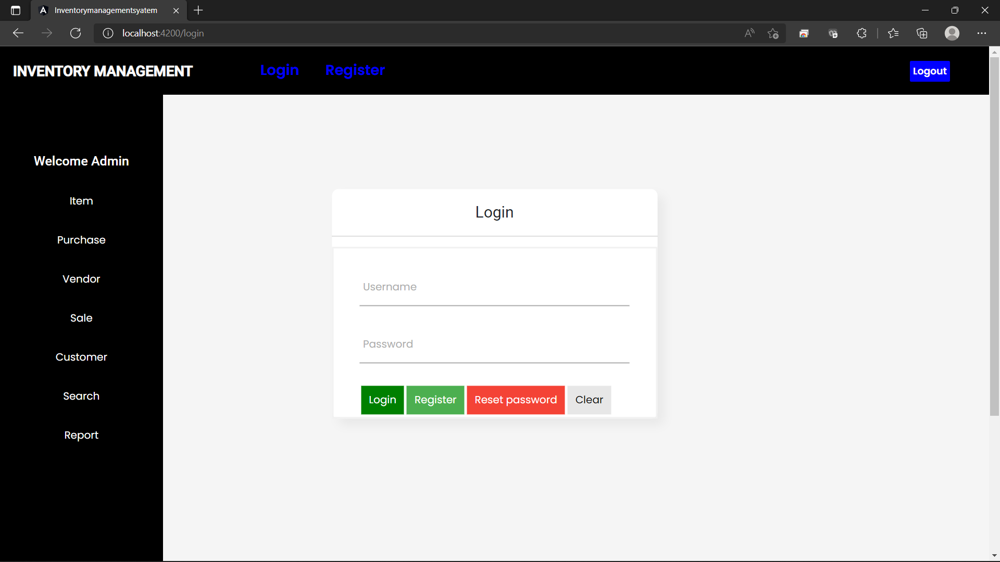 Inventorymanagementsyatem
localhost:4200/login
INVENTORY MANAGEMENT
Login
Register
Logout
Welcome Admin
Item
Purchase
Vendor
Sale
Customer
Search
Report
Login
Username
Password
Login
Register
Reset password
Clear